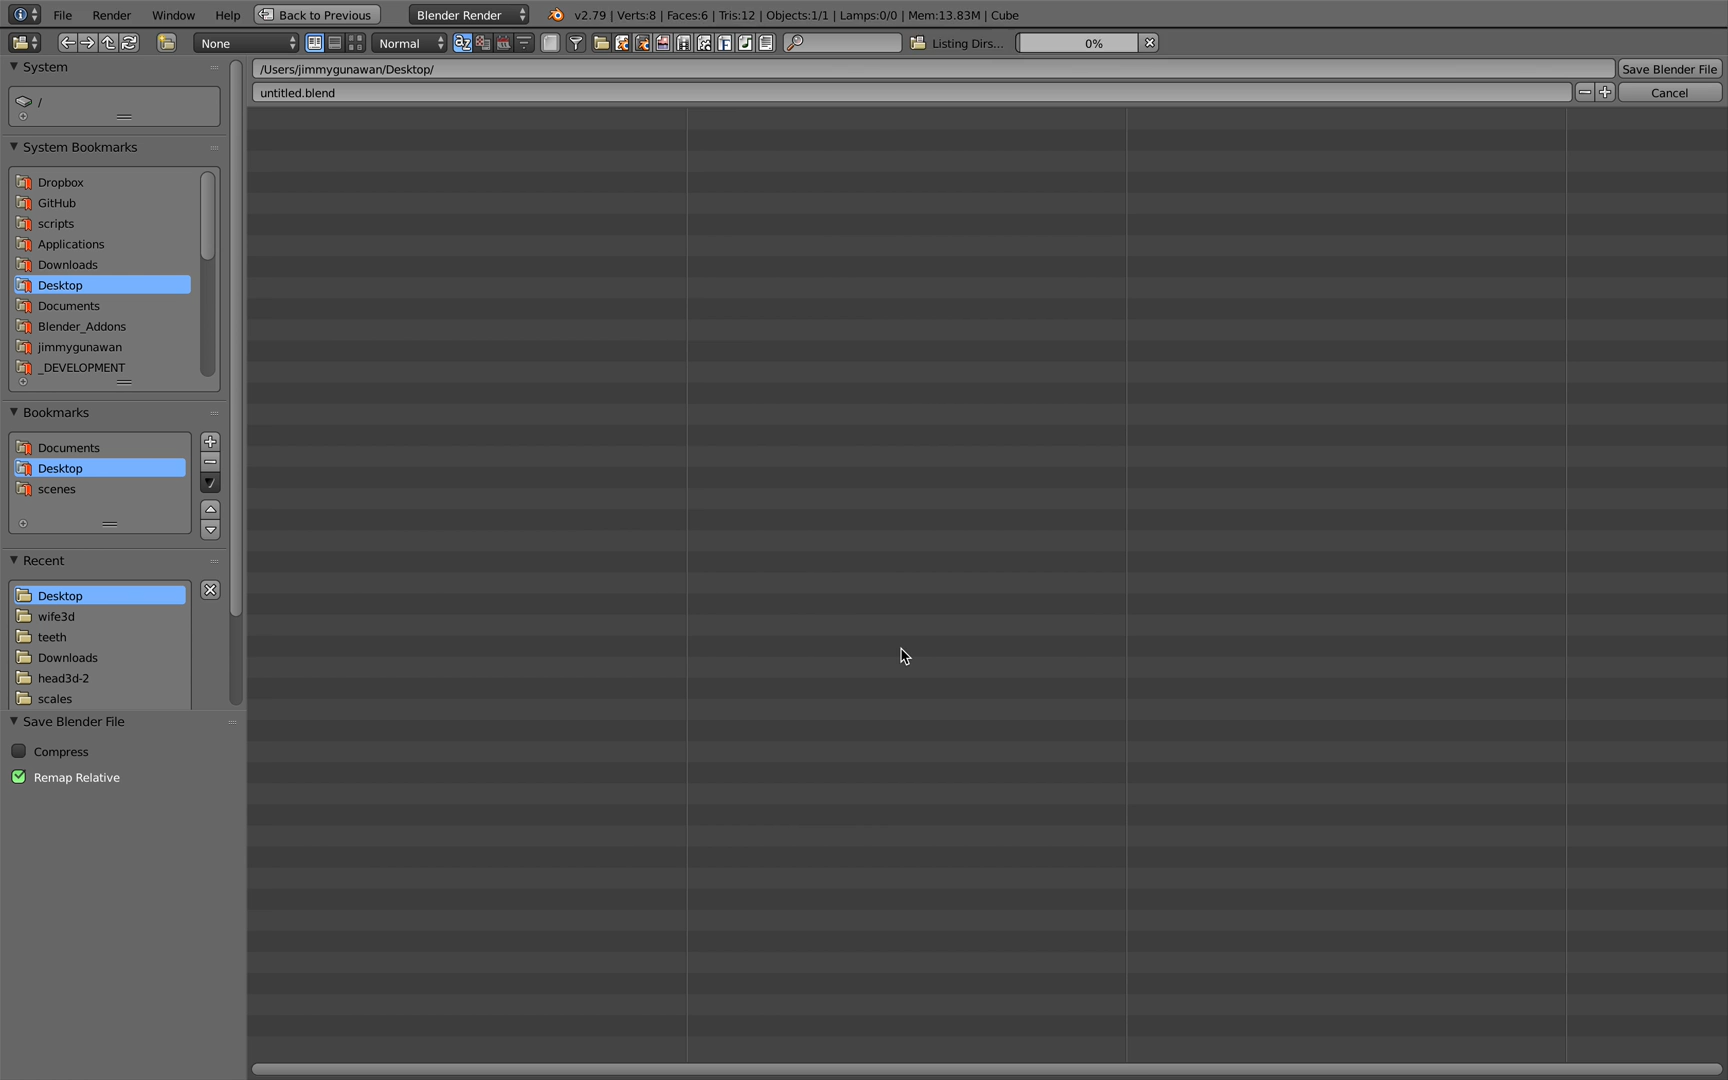 File Render Window Help Back to Previous Blender Render v2.79 | Verts:8 | Faces:6 | Tris:12 | Objects:1/1 | Lamps:0/0 | Mem:13.83M | Cube
None Normal Listing Dirs... 0%
System
/
System Bookmarks
Dropbox
GitHub
scripts
Applications
Downloads
Desktop
Documents
Blender_Addons
jimmygunawan
_DEVELOPMENT
Bookmarks
Documents
Desktop
scenes
Recent
Desktop
wife3d
teeth
Downloads
head3d-2
scales
Save Blender File
Compress
Remap Relative
/Users/jimmygunawan/Desktop/ Save Blender File
untitled.blend Cancel